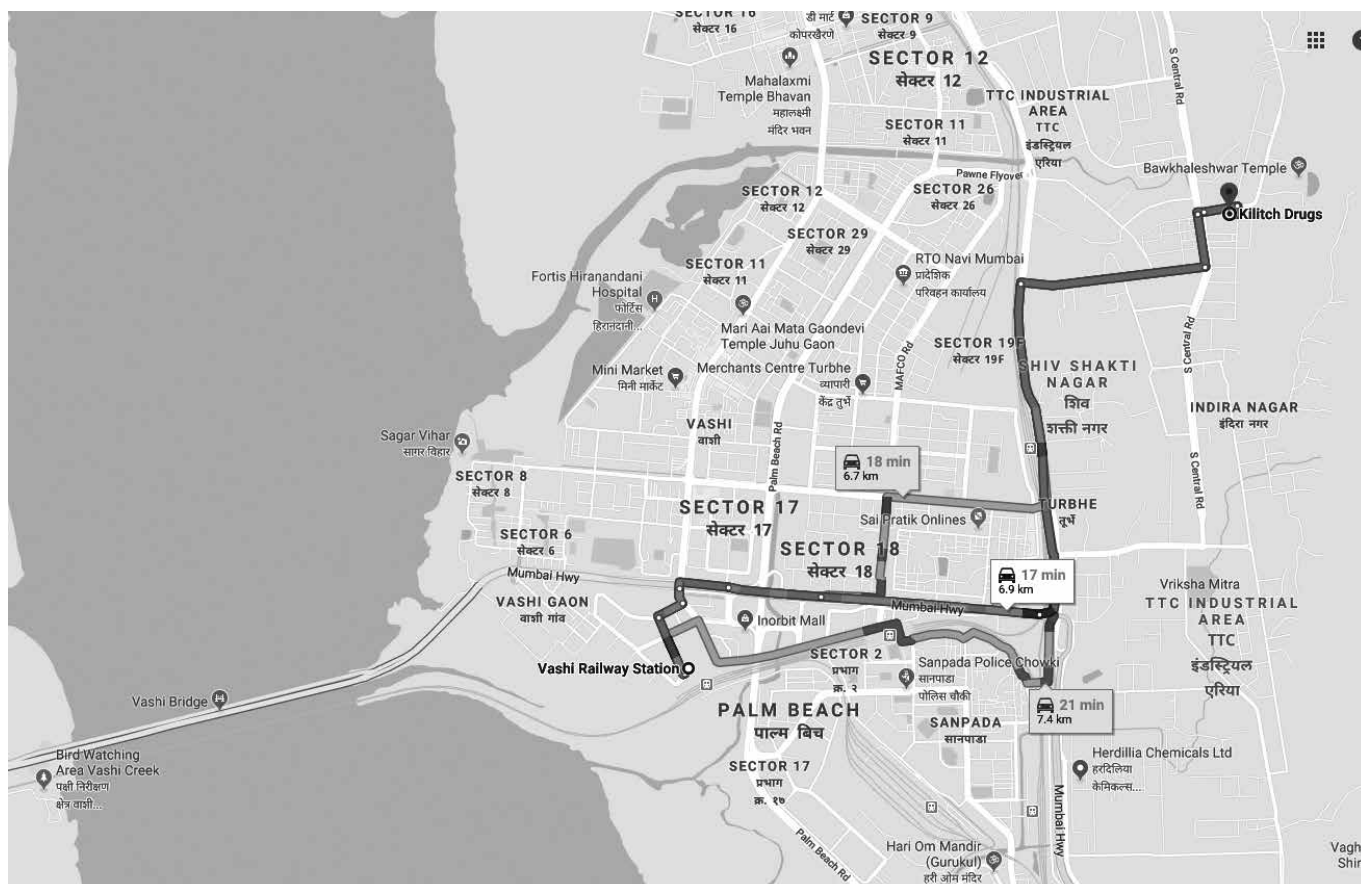 SECTOR 16
सेक्टर 16
डी मार्ट
कोपरखैरणे
SECTOR 9
सेक्टर 9
SECTOR 12
सेक्टर 12
Mahalaxmi
Temple Bhavan
महालक्ष्मी
मंदिर भवन
TTC INDUSTRIAL
AREA
TTC
इंडस्ट्रियल
एरिया
S Central Rd
SECTOR 11
सेक्टर 11
Pawne Flyover
Bawkhaleshwar Temple
SECTOR 12
सेक्टर 12
SECTOR 26
सेक्टर 26
Kilitch Drugs
SECTOR 29
सेक्टर 29
SECTOR 11
सेक्टर 11
RTO Navi Mumbai
प्रादेशिक
परिवहन कार्यालय
Fortis Hiranandani
Hospital
फोर्टिस
हिरानंदानी...
Mari Aai Mata Gaondevi
Temple Juhu Gaon
SECTOR 19F
सेक्टर 19F
S Central Rd
MAFCO Rd
Mini Market
मिनी मार्केट
Merchants Centre Turbhe
व्यापारी
केंद्र तुर्भे
SHIV SHAKTI
NAGAR
शिव
शक्ती नगर
INDIRA NAGAR
इंदिरा नगर
VASHI
वाशी
Palm Beach Rd
Sagar Vihar
सागर विहार
18 min
6.7 km
S Central Rd
SECTOR 8
सेक्टर 8
SECTOR 17
सेक्टर 17
Sai Pratik Onlines
TURBHE
तुर्भे
SECTOR 6
सेक्टर 6
SECTOR 18
सेक्टर 18
Mumbai Hwy
17 min
6.9 km
Vriksha Mitra
TTC INDUSTRIAL
AREA
TTC
इंडस्ट्रियल
एरिया
VASHI GAON
वाशी गांव
Mumbai Hwy
Inorbit Mall
SECTOR 2
प्रभाग
क्र. २
Vashi Railway Station
Sanpada Police Chowki
सानपाडा
पोलिस चौकी
Vashi Bridge
21 min
7.4 km
PALM BEACH
पाल्म बिच
SANPADA
सानपाडा
Bird Watching
Area Vashi Creek
पक्षी निरीक्षण
क्षेत्र वाशी...
SECTOR 17
प्रभाग
क्र. १७
Herdillia Chemicals Ltd
हरदिलिया
केमिकल्स...
Mumbai Hwy
Palm Beach Rd
Hari Om Mandir
(Gurukul)
हरी ओम मंदिर
Vagh
Shir